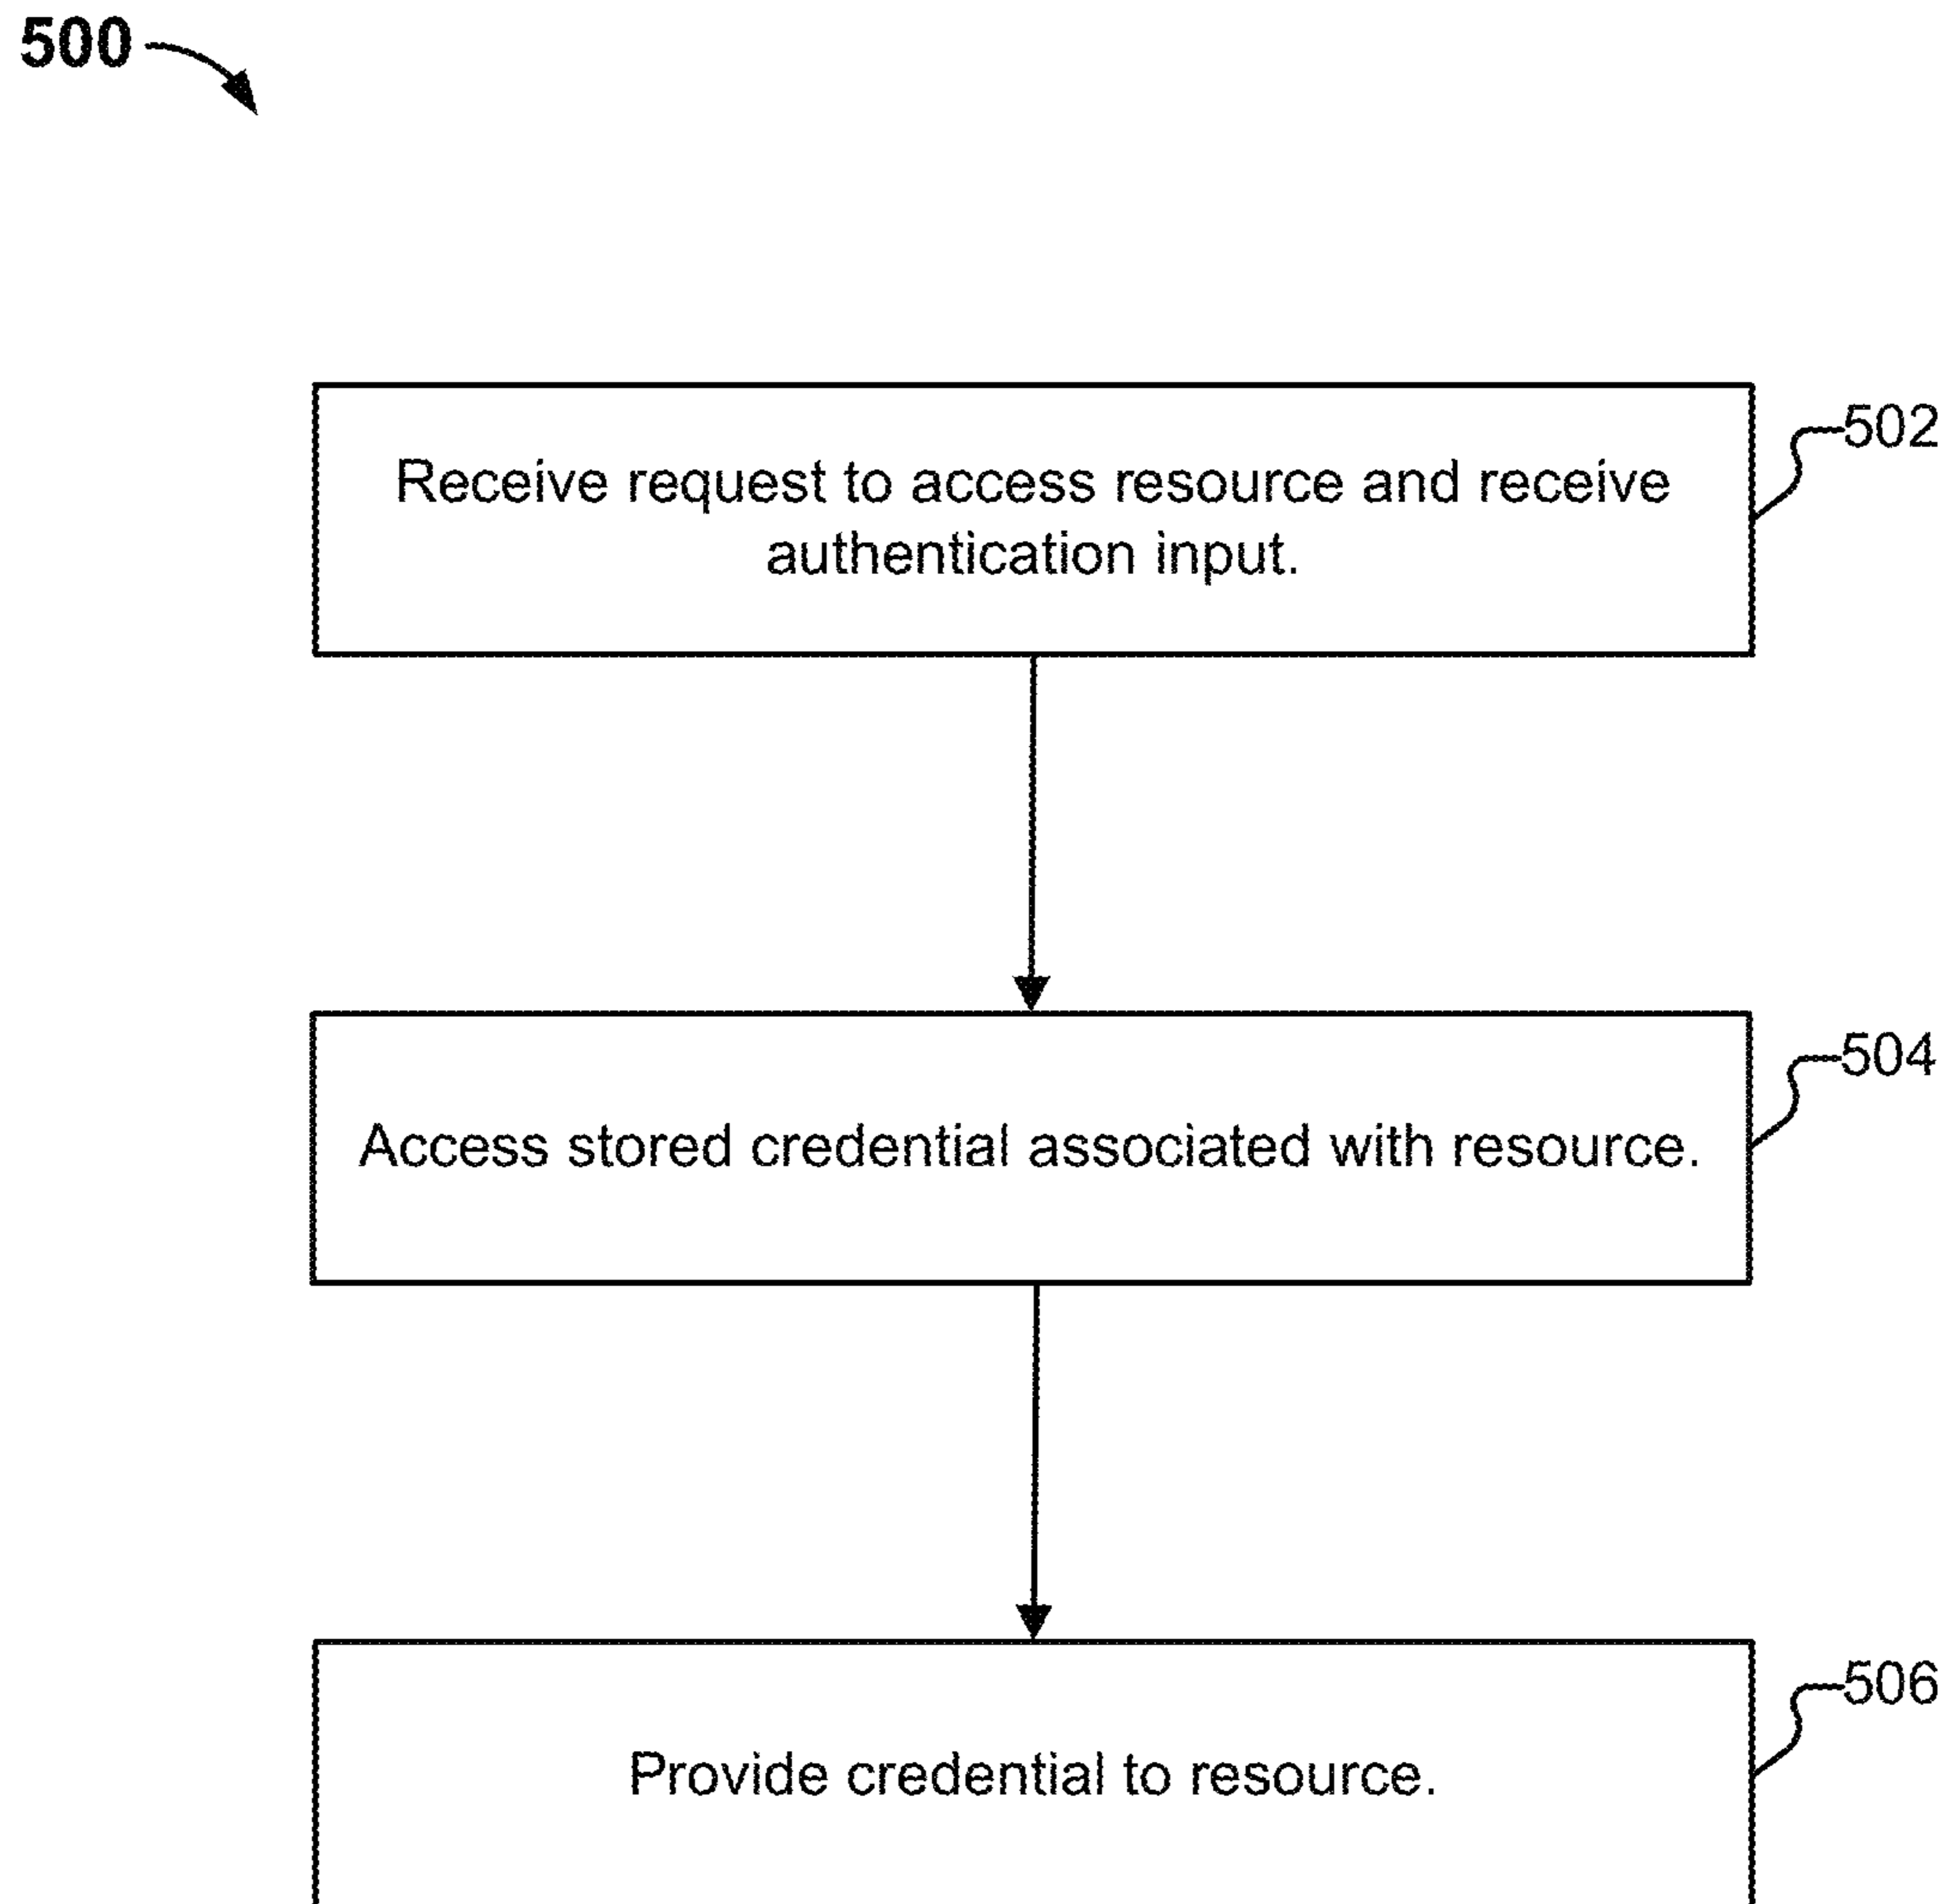 500
502
Receive request to access resource and receive
authentication input.
504
Access stored credential associated with resource.
506
Provide credential to resource.